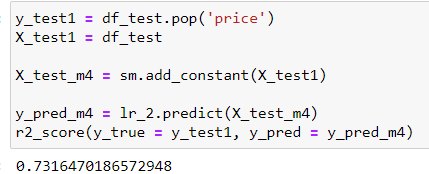 y_test1 = df_test.pop('price')
X_test1 = df_test
X_test_m4 = sm.add_constant(X_test1)
y_pred_m4 = lr_2.predict(X_test_m4)
r2_score(y_true = y_test1, y_pred = y_pred_m4)
: 0.7316470186572948